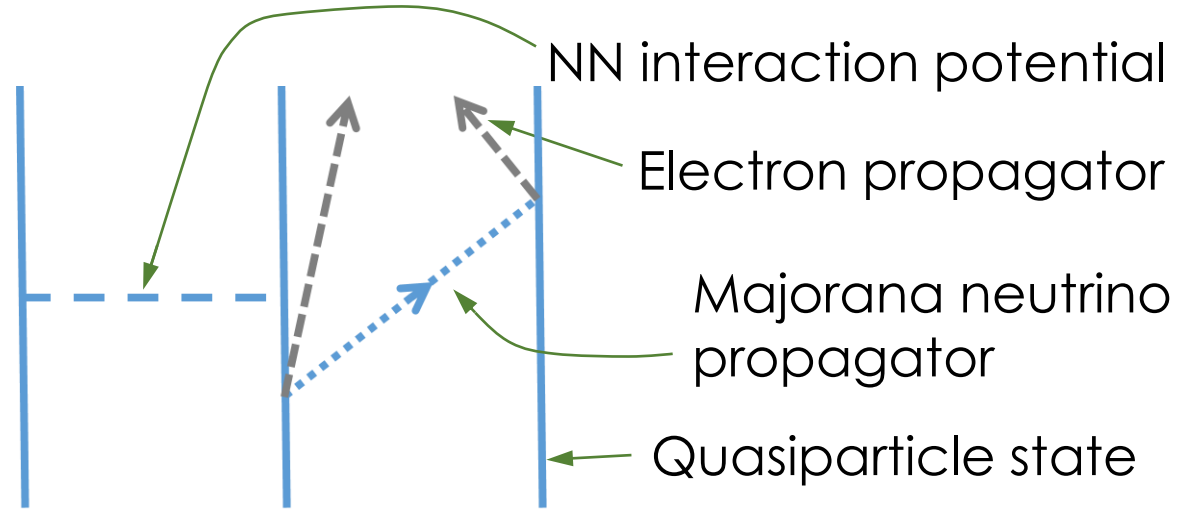 NN interaction potential
Electron propagator
Majorana neutrino
propagator
Quasiparticle state